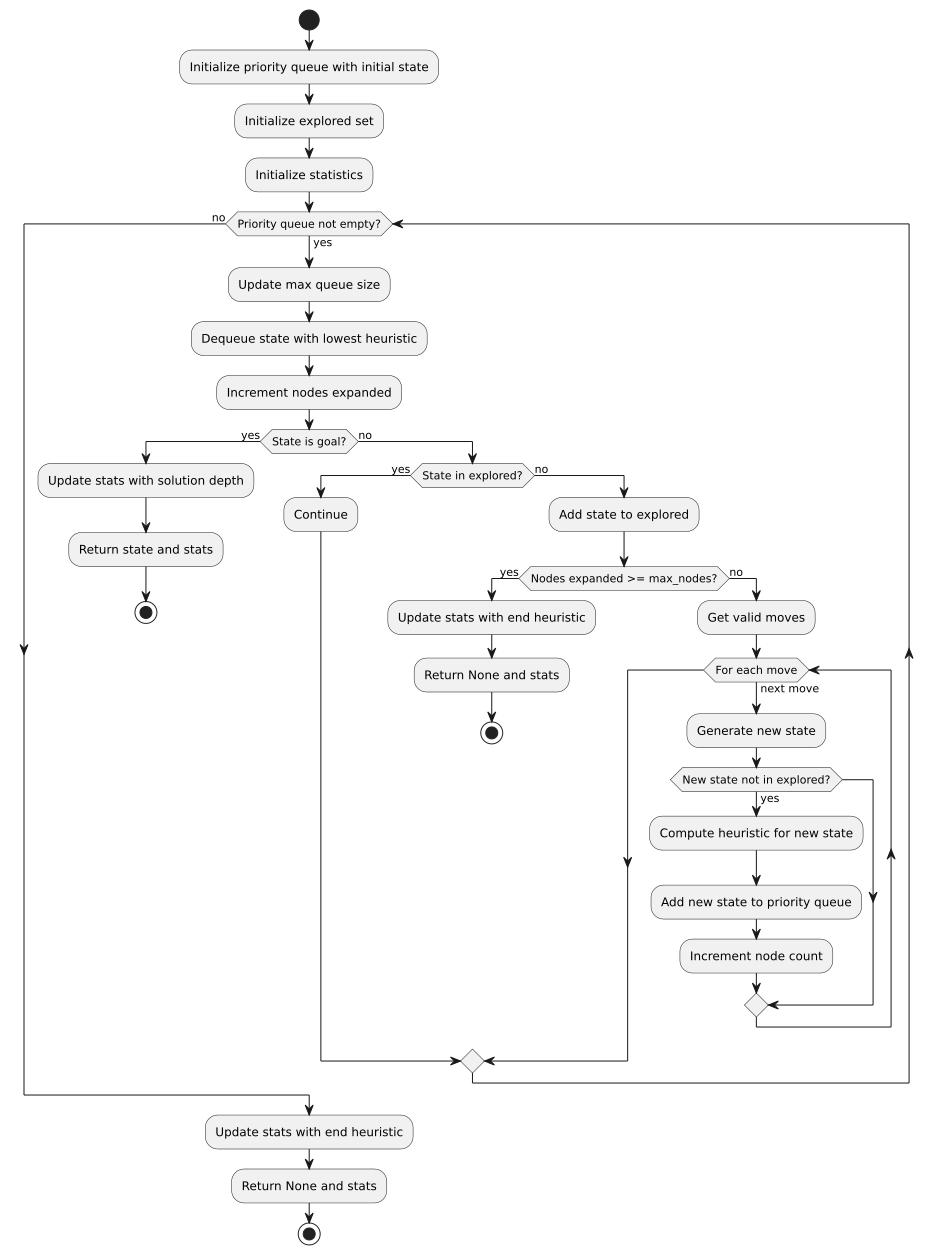 Initialize priority queue with initial state
Initialize explored set
Initialize statistics
no
Priority queue not empty?
yes
Update max queue size
Dequeue state with lowest heuristic
Increment nodes expanded
yes
State is goal?
no
Update stats with solution depth
Return state and stats
yes
State in explored?
no
Continue
Add state to explored
yes
Nodes expanded >= max_nodes?
no
Update stats with end heuristic
Return None and stats
Get valid moves
For each move
next move
Generate new state
New state not in explored?
yes
Compute heuristic for new state
Add new state to priority queue
Increment node count
Update stats with end heuristic
Return None and stats